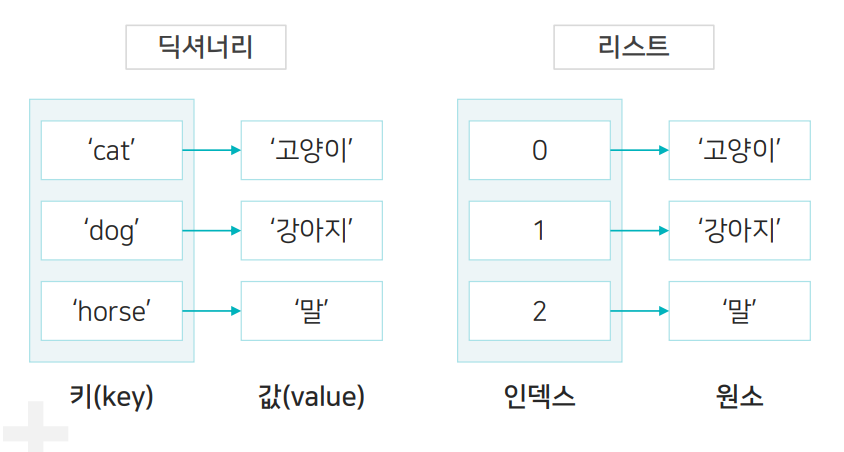 딕셔너리
‘cat’ ‘고양이’
‘dog’ ‘강아지’
‘horse’ ‘말’
키(key) 값(value)
리스트
0 ‘고양이’
1 ‘강아지’
2 ‘말’
인덱스 원소